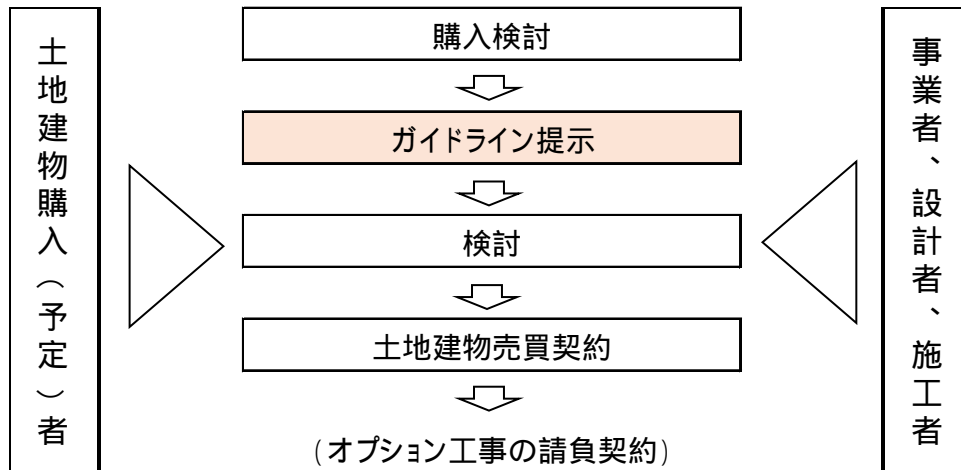 土地建物購入（予定）者
購入検討
ガイドライン提示
検討
土地建物売買契約
(オプション工事の請負契約)
事業者、設計者、施工者